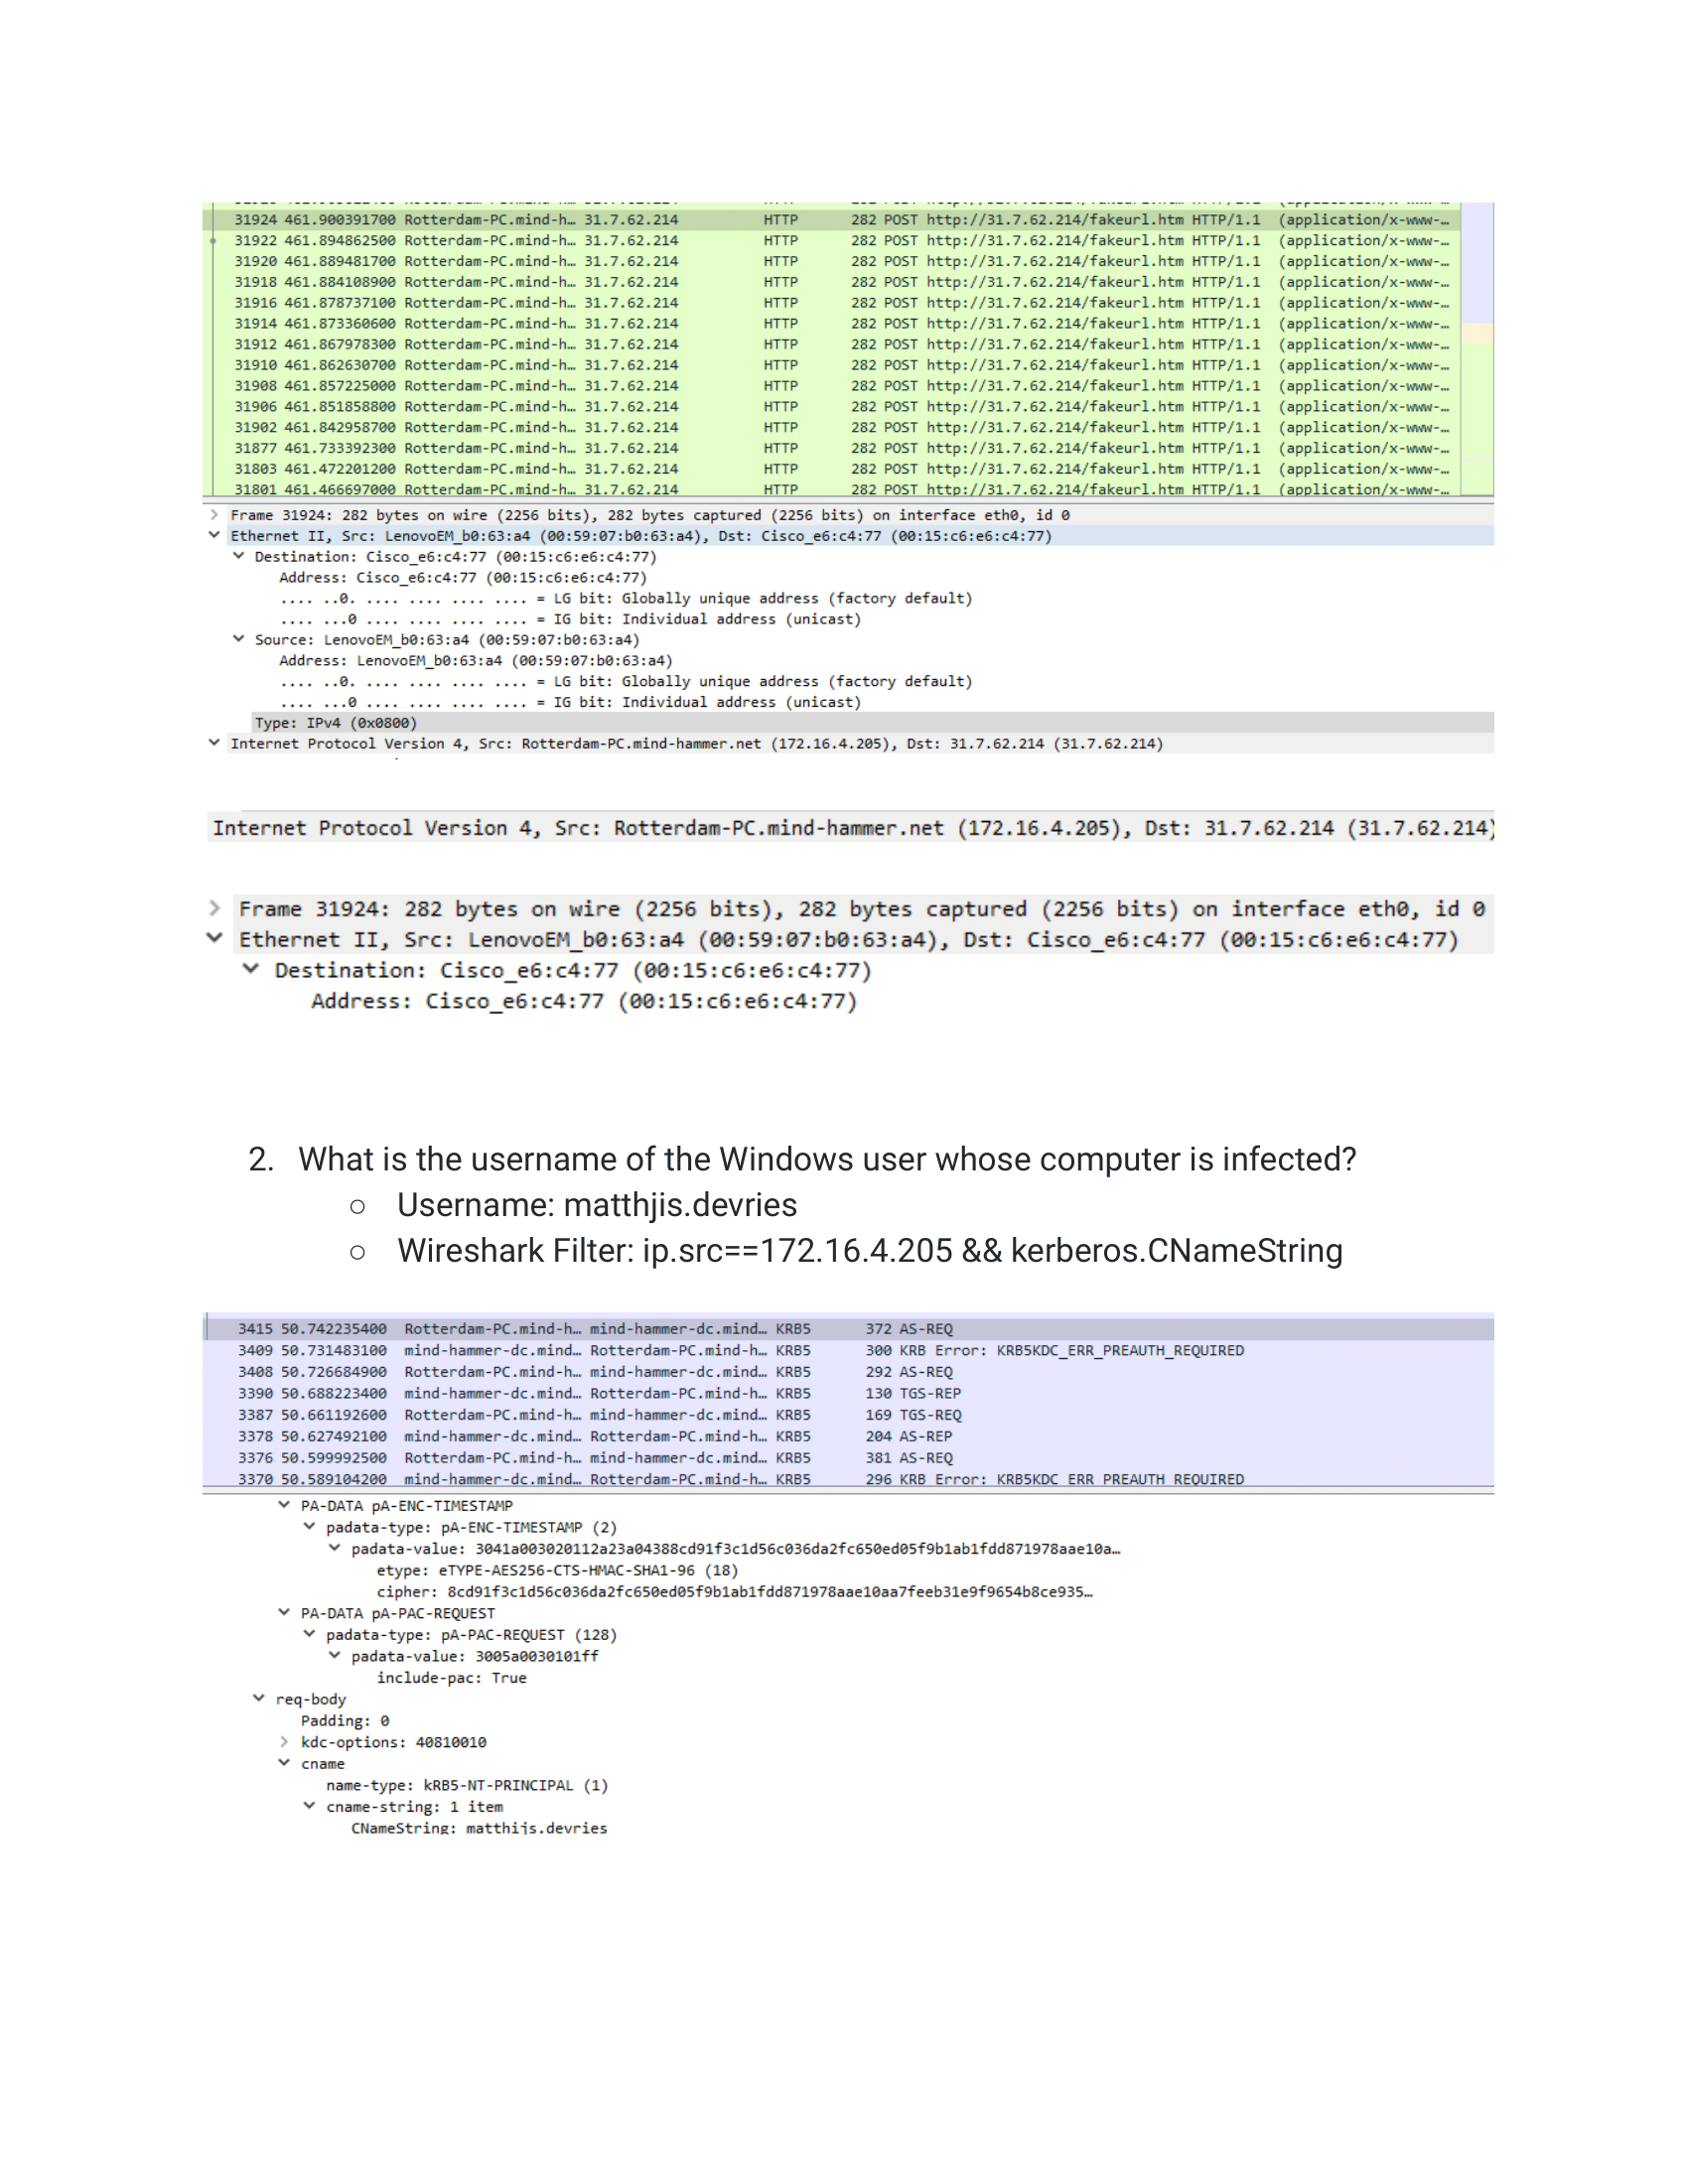 31924 461.900391700 Rotterdam-PC.mind-h… 31.7.62.214 HTTP 282 POST http://31.7.62.214/fakeurl.htm HTTP/1.1 (application/x-www-…
31922 461.894862500 Rotterdam-PC.mind-h… 31.7.62.214 HTTP 282 POST http://31.7.62.214/fakeurl.htm HTTP/1.1 (application/x-www-…
31920 461.889481700 Rotterdam-PC.mind-h… 31.7.62.214 HTTP 282 POST http://31.7.62.214/fakeurl.htm HTTP/1.1 (application/x-www-…
31918 461.884108900 Rotterdam-PC.mind-h… 31.7.62.214 HTTP 282 POST http://31.7.62.214/fakeurl.htm HTTP/1.1 (application/x-www-…
31916 461.878737100 Rotterdam-PC.mind-h… 31.7.62.214 HTTP 282 POST http://31.7.62.214/fakeurl.htm HTTP/1.1 (application/x-www-…
31914 461.873360600 Rotterdam-PC.mind-h… 31.7.62.214 HTTP 282 POST http://31.7.62.214/fakeurl.htm HTTP/1.1 (application/x-www-…
31912 461.867978300 Rotterdam-PC.mind-h… 31.7.62.214 HTTP 282 POST http://31.7.62.214/fakeurl.htm HTTP/1.1 (application/x-www-…
31910 461.862630700 Rotterdam-PC.mind-h… 31.7.62.214 HTTP 282 POST http://31.7.62.214/fakeurl.htm HTTP/1.1 (application/x-www-…
31908 461.857225000 Rotterdam-PC.mind-h… 31.7.62.214 HTTP 282 POST http://31.7.62.214/fakeurl.htm HTTP/1.1 (application/x-www-…
31906 461.851858800 Rotterdam-PC.mind-h… 31.7.62.214 HTTP 282 POST http://31.7.62.214/fakeurl.htm HTTP/1.1 (application/x-www-…
31902 461.842958700 Rotterdam-PC.mind-h… 31.7.62.214 HTTP 282 POST http://31.7.62.214/fakeurl.htm HTTP/1.1 (application/x-www-…
31877 461.733392300 Rotterdam-PC.mind-h… 31.7.62.214 HTTP 282 POST http://31.7.62.214/fakeurl.htm HTTP/1.1 (application/x-www-…
31803 461.472201200 Rotterdam-PC.mind-h… 31.7.62.214 HTTP 282 POST http://31.7.62.214/fakeurl.htm HTTP/1.1 (application/x-www-…
31801 461.466697000 Rotterdam-PC.mind-h… 31.7.62.214 HTTP 282 POST http://31.7.62.214/fakeurl.htm HTTP/1.1 (application/x-www-…
Frame 31924: 282 bytes on wire (2256 bits), 282 bytes captured (2256 bits) on interface eth0, id 0
Ethernet II, Src: LenovoEM_b0:63:a4 (00:59:07:b0:63:a4), Dst: Cisco_e6:c4:77 (00:15:c6:e6:c4:77)
Destination: Cisco_e6:c4:77 (00:15:c6:e6:c4:77)
Address: Cisco_e6:c4:77 (00:15:c6:e6:c4:77)
.... ..0. .... .... .... .... = LG bit: Globally unique address (factory default)
.... ...0 .... .... .... .... = IG bit: Individual address (unicast)
Source: LenovoEM_b0:63:a4 (00:59:07:b0:63:a4)
Address: LenovoEM_b0:63:a4 (00:59:07:b0:63:a4)
.... ..0. .... .... .... .... = LG bit: Globally unique address (factory default)
.... ...0 .... .... .... .... = IG bit: Individual address (unicast)
Type: IPv4 (0x0800)
Internet Protocol Version 4, Src: Rotterdam-PC.mind-hammer.net (172.16.4.205), Dst: 31.7.62.214 (31.7.62.214)
Internet Protocol Version 4, Src: Rotterdam-PC.mind-hammer.net (172.16.4.205), Dst: 31.7.62.214 (31.7.62.214)
Frame 31924: 282 bytes on wire (2256 bits), 282 bytes captured (2256 bits) on interface eth0, id 0
Ethernet II, Src: LenovoEM_b0:63:a4 (00:59:07:b0:63:a4), Dst: Cisco_e6:c4:77 (00:15:c6:e6:c4:77)
Destination: Cisco_e6:c4:77 (00:15:c6:e6:c4:77)
Address: Cisco_e6:c4:77 (00:15:c6:e6:c4:77)
2. What is the username of the Windows user whose computer is infected?
○ Username: matthjis.devries
○ Wireshark Filter: ip.src==172.16.4.205 && kerberos.CNameString
3415 50.742235400 Rotterdam-PC.mind-h… mind-hammer-dc.mind… KRB5 372 AS-REQ
3409 50.731483100 mind-hammer-dc.mind… Rotterdam-PC.mind-h… KRB5 300 KRB Error: KRB5KDC_ERR_PREAUTH_REQUIRED
3408 50.726684900 Rotterdam-PC.mind-h… mind-hammer-dc.mind… KRB5 292 AS-REQ
3390 50.688223400 mind-hammer-dc.mind… Rotterdam-PC.mind-h… KRB5 130 TGS-REP
3387 50.661192600 Rotterdam-PC.mind-h… mind-hammer-dc.mind… KRB5 169 TGS-REQ
3378 50.627492100 mind-hammer-dc.mind… Rotterdam-PC.mind-h… KRB5 204 AS-REP
3376 50.599992500 Rotterdam-PC.mind-h… mind-hammer-dc.mind… KRB5 381 AS-REQ
3370 50.589104200 mind-hammer-dc.mind… Rotterdam-PC.mind-h… KRB5 296 KRB Error: KRB5KDC_ERR_PREAUTH_REQUIRED
PA-DATA pA-ENC-TIMESTAMP
padata-type: pA-ENC-TIMESTAMP (2)
padata-value: 3041a003020112a23a04388cd91f3c1d56c036da2fc650ed05f9b1ab1fdd871978aae10a…
etype: eTYPE-AES256-CTS-HMAC-SHA1-96 (18)
cipher: 8cd91f3c1d56c036da2fc650ed05f9b1ab1fdd871978aae10aa7feeb31e9f9654b8ce935…
PA-DATA pA-PAC-REQUEST
padata-type: pA-PAC-REQUEST (128)
padata-value: 3005a0030101ff
include-pac: True
req-body
Padding: 0
kdc-options: 40810010
cname
name-type: kRB5-NT-PRINCIPAL (1)
cname-string: 1 item
CNameString: matthijs.devries